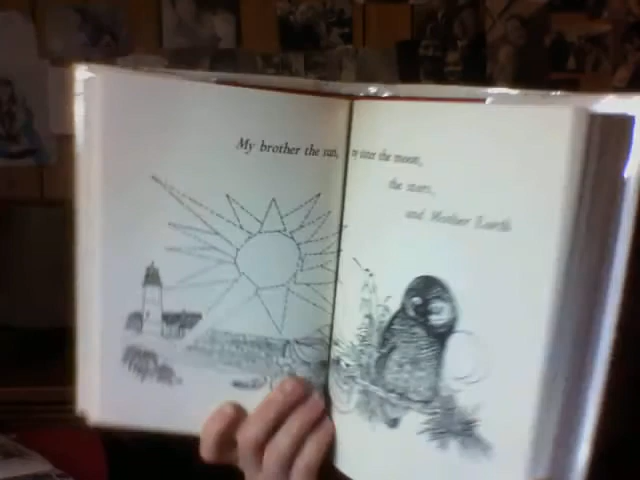 My brother the sun, my sister the moon,
the stars,
and Mother Earth